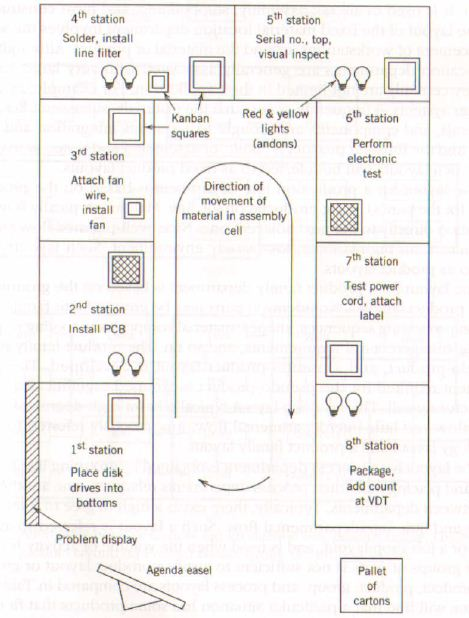 4th station
Solder, install
line filter
5th station
Serial no., top,
visual inspect
Kanban
squares
Red & yellow
lights
(andons)
3rd station
Attach fan
wire,
install
fan
6th station
Perform
electronic
test
Direction of
movement of
material in assembly
cell
2nd station
Install PCB
7th station
Test power
cord, attach
label
1st station
Place disk
drives into
bottoms
8th station
Package,
add count
at VDT
Problem display
Agenda easel
Pallet
of
cartons